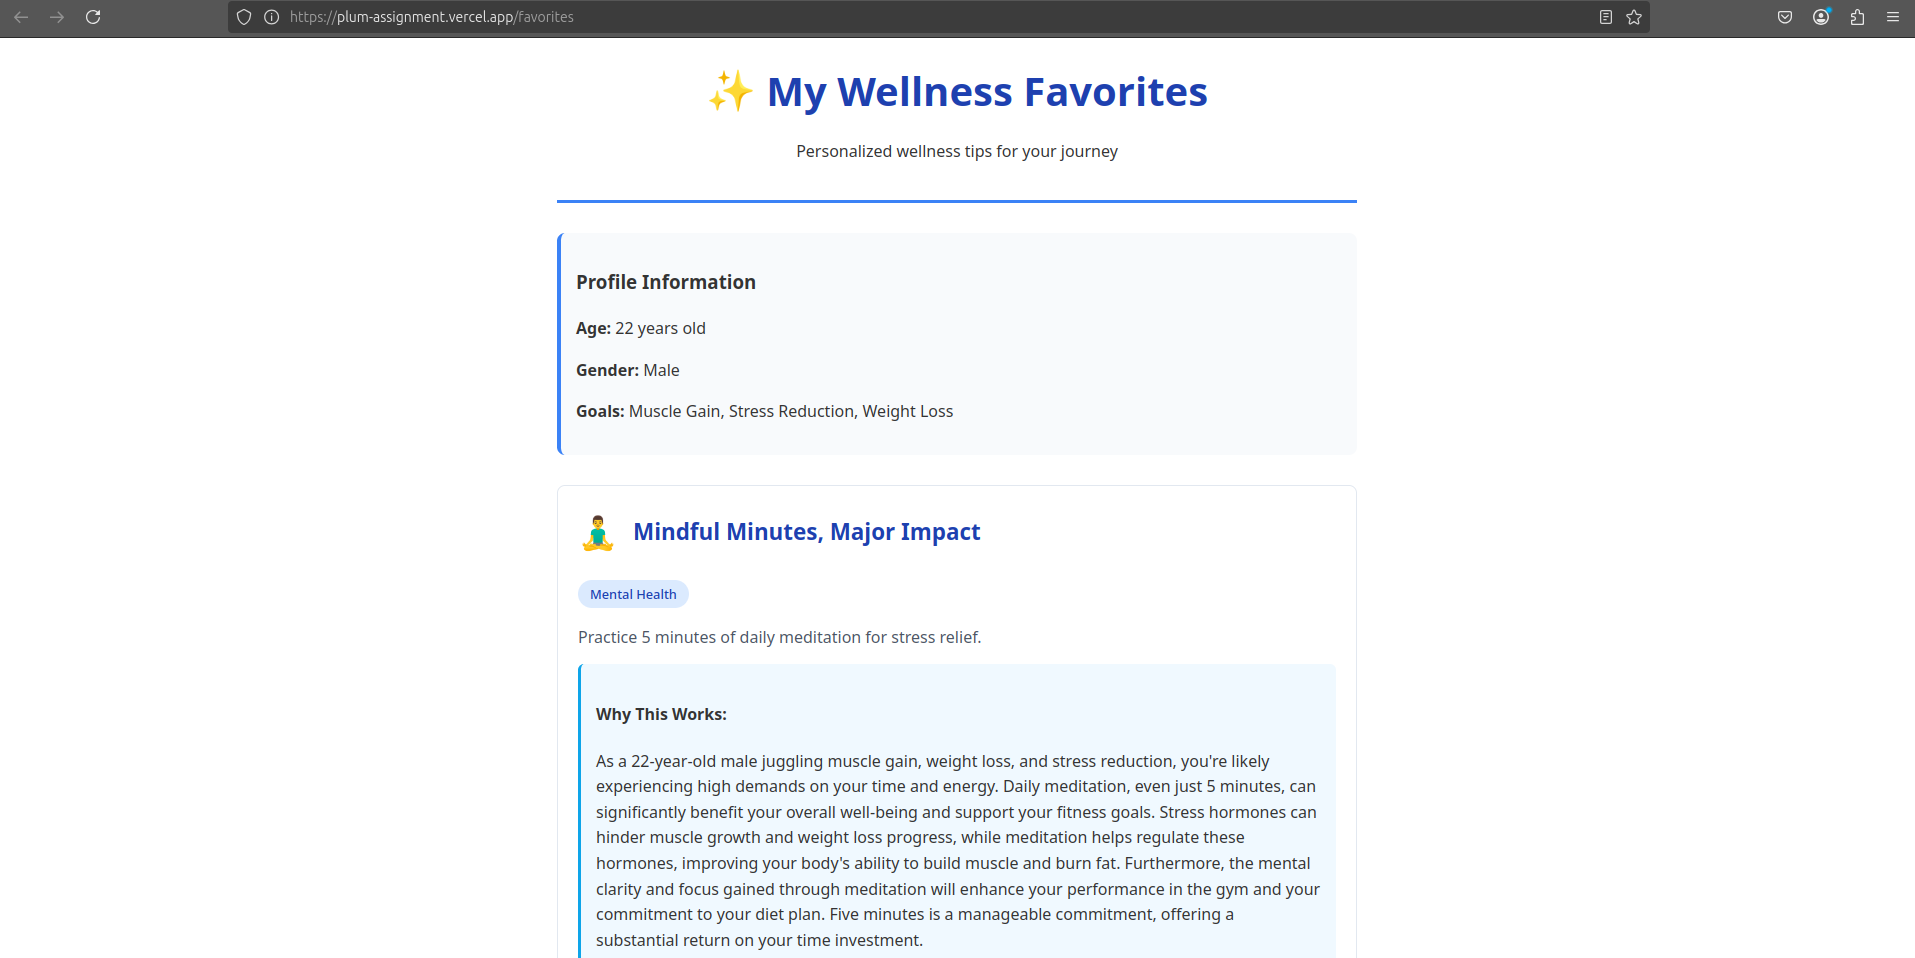 https://plum-assignment.vercel.app/favorites
✨ My Wellness Favorites
Personalized wellness tips for your journey
Profile Information
Age: 22 years old
Gender: Male
Goals: Muscle Gain, Stress Reduction, Weight Loss
Mindful Minutes, Major Impact
Mental Health
Practice 5 minutes of daily meditation for stress relief.
Why This Works:
As a 22-year-old male juggling muscle gain, weight loss, and stress reduction, you're likely
experiencing high demands on your time and energy. Daily meditation, even just 5 minutes, can
significantly benefit your overall well-being and support your fitness goals. Stress hormones can
hinder muscle growth and weight loss progress, while meditation helps regulate these
hormones, improving your body's ability to build muscle and burn fat. Furthermore, the mental
clarity and focus gained through meditation will enhance your performance in the gym and your
commitment to your diet plan. Five minutes is a manageable commitment, offering a
substantial return on your time investment.